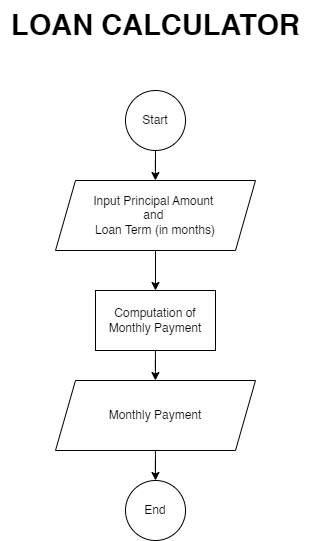 LOAN CALCULATOR
Start
Input Principal Amount
and
Loan Term (in months)
Computation of
Monthly Payment
Monthly Payment
End